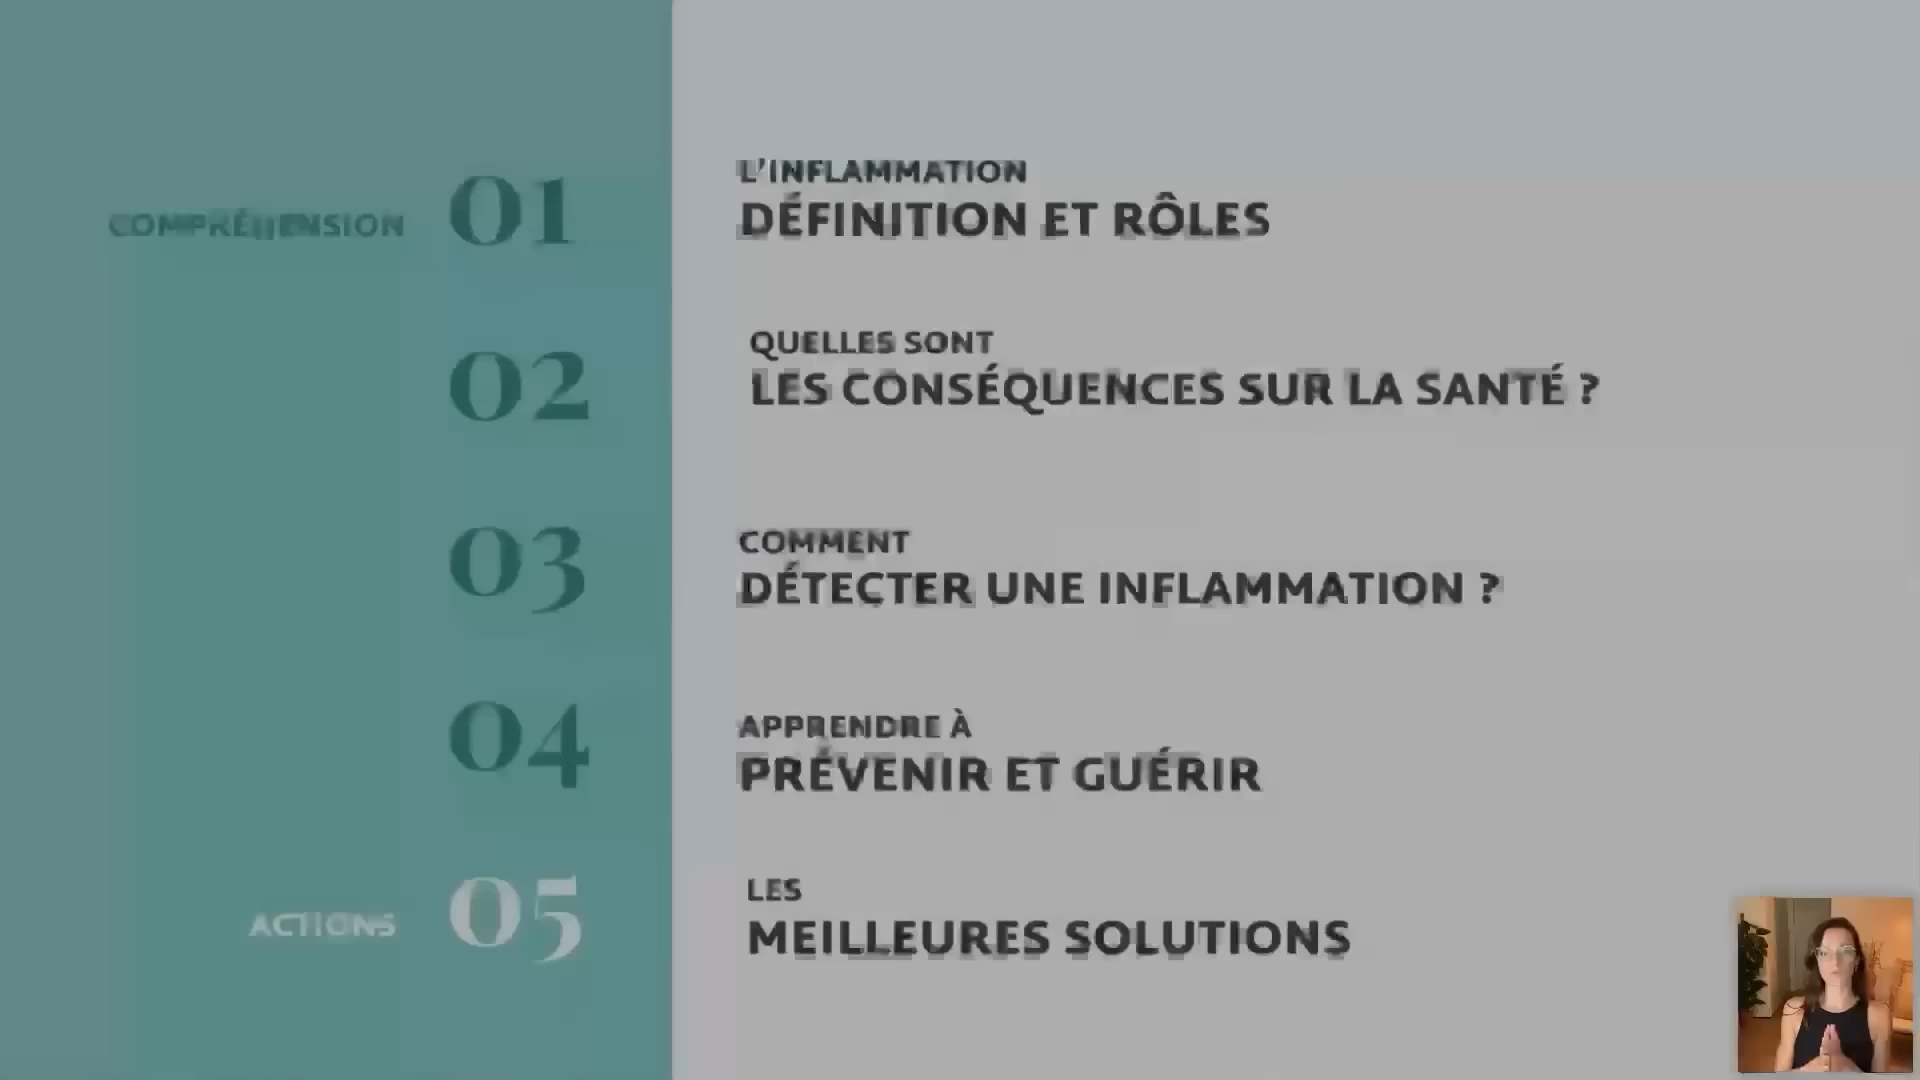 COMPRÉHENSION
01
L'INFLAMMATION
DÉFINITION ET RÔLES
02
QUELLES SONT
LES CONSÉQUENCES SUR LA SANTÉ ?
03
COMMENT
DÉTECTER UNE INFLAMMATION ?
04
APPRENDRE À
PRÉVENIR ET GUÉRIR
ACTIONS
05
LES
MEILLEURES SOLUTIONS